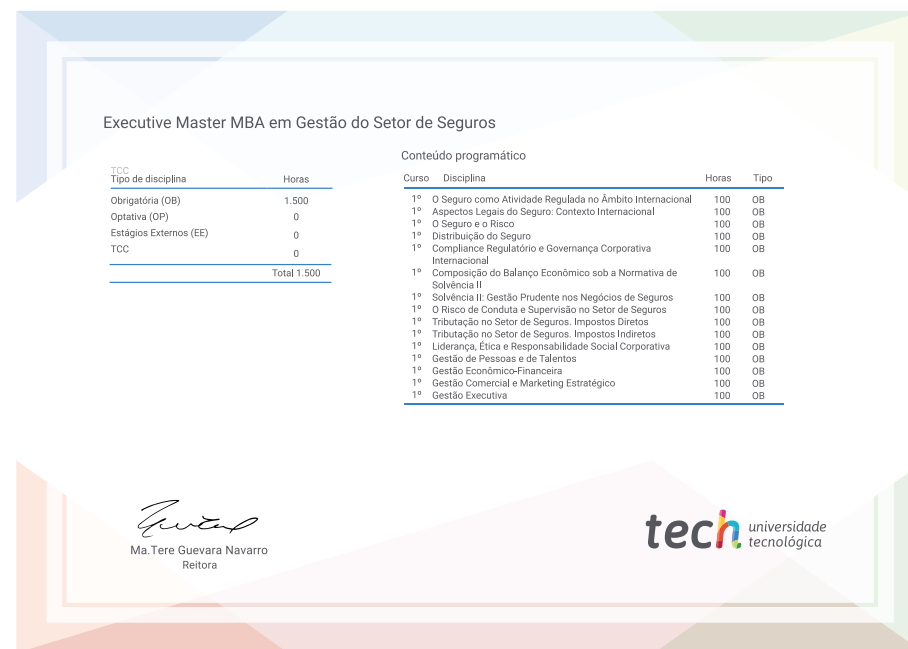 Executive Master MBA em Gestão do Setor de Seguros
TCC
Tipo de disciplina Horas
Obrigatória (OB) 1.500
Optativa (OP) 0
Estágios Externos (EE) 0
TCC 0
Total 1.500
Conteúdo programático
Curso Disciplina Horas Tipo
1º O Seguro como Atividade Regulada no Âmbito Internacional 100 OB
1º Aspectos Legais do Seguro: Contexto Internacional 100 OB
1º O Seguro e o Risco 100 OB
1º Distribuição do Seguro 100 OB
1º Compliance Regulatório e Governança Corporativa 100 OB
Internacional
1º Composição do Balanço Econômico sob a Normativa de 100 OB
Solvência II
1º Solvência II: Gestão Prudente nos Negócios de Seguros 100 OB
1º O Risco de Conduta e Supervisão no Setor de Seguros 100 OB
1º Tributação no Setor de Seguros. Impostos Diretos 100 OB
1º Tributação no Setor de Seguros. Impostos Indiretos 100 OB
1º Liderança, Ética e Responsabilidade Social Corporativa 100 OB
1º Gestão de Pessoas e de Talentos 100 OB
1º Gestão Econômico-Financeira 100 OB
1º Gestão Comercial e Marketing Estratégico 100 OB
1º Gestão Executiva 100 OB
Ma.Tere Guevara Navarro
Reitora
tech universidade
tecnológica